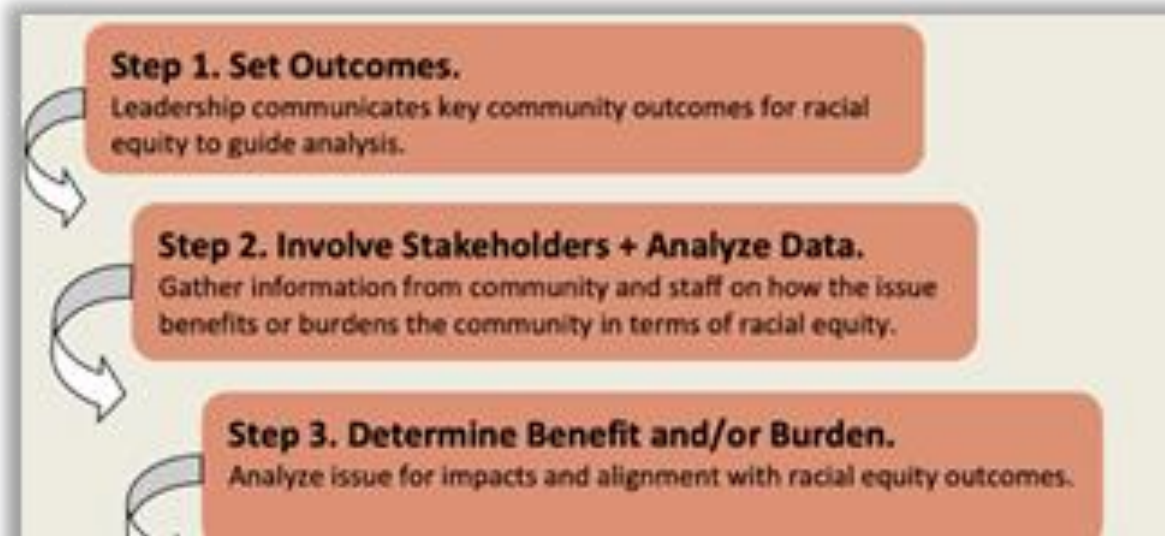 Step 1. Set Outcomes.
Leadership communicates key community outcomes for racial
equity to guide analysis.
Step 2. Involve Stakeholders + Analyze Data.
Gather information from community and staff on how the issue
benefits or burdens the community in terms of racial equity.
Step 3. Determine Benefit and/or Burden.
Analyze issue for impacts and alignment with racial equity outcomes.